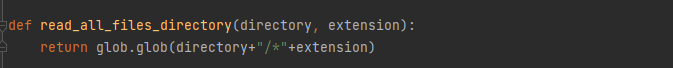 def read_all_files_directory(directory, extension):
    return glob.glob(directory+"/*"+extension)